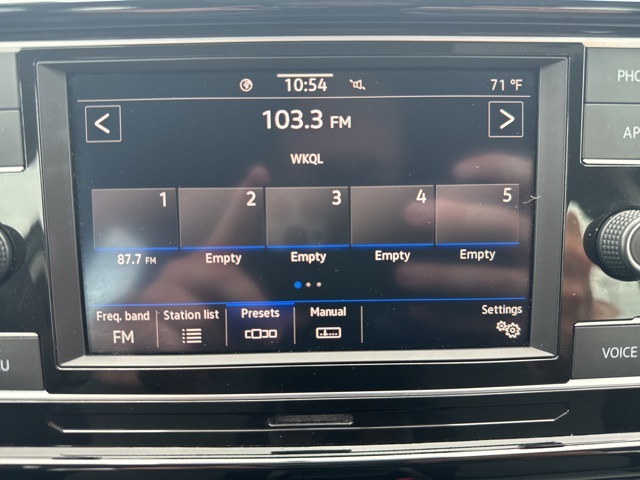 10:54 71 °F
PHO
103.3 FM
AP
WKQL
1 2 3 4 5
87.7 FM Empty Empty Empty Empty
Freq. band Station list Presets Manual Settings
FM
U
VOICE